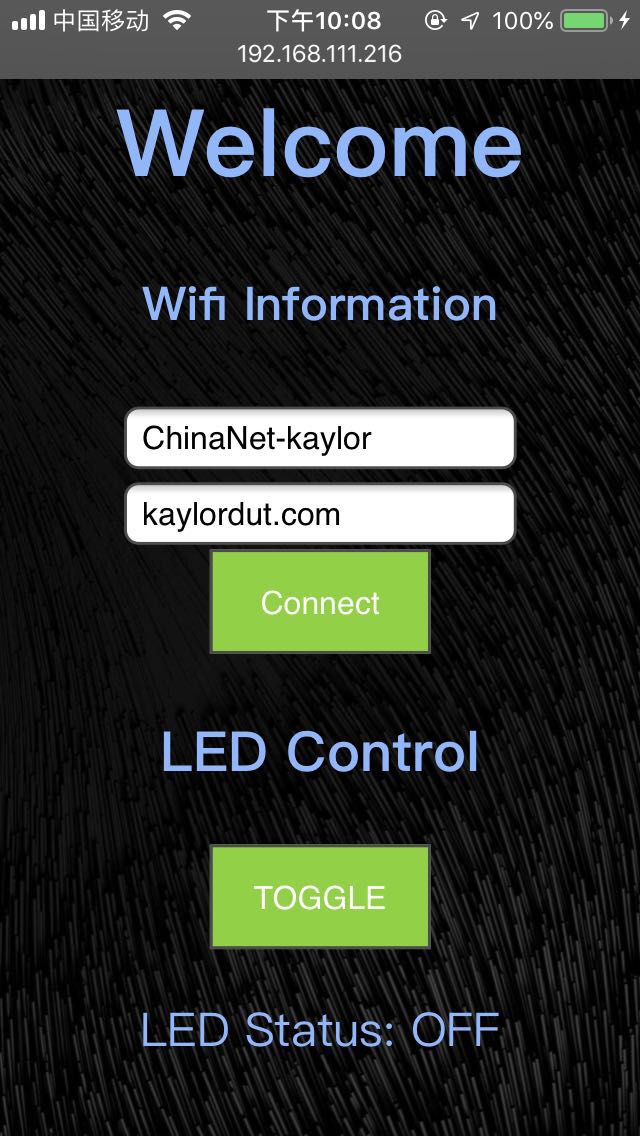 中国移动 下午10:08 100%
192.168.111.216
Welcome
Wifi Information
ChinaNet-kaylor
kaylordut.com
Connect
LED Control
TOGGLE
LED Status: OFF